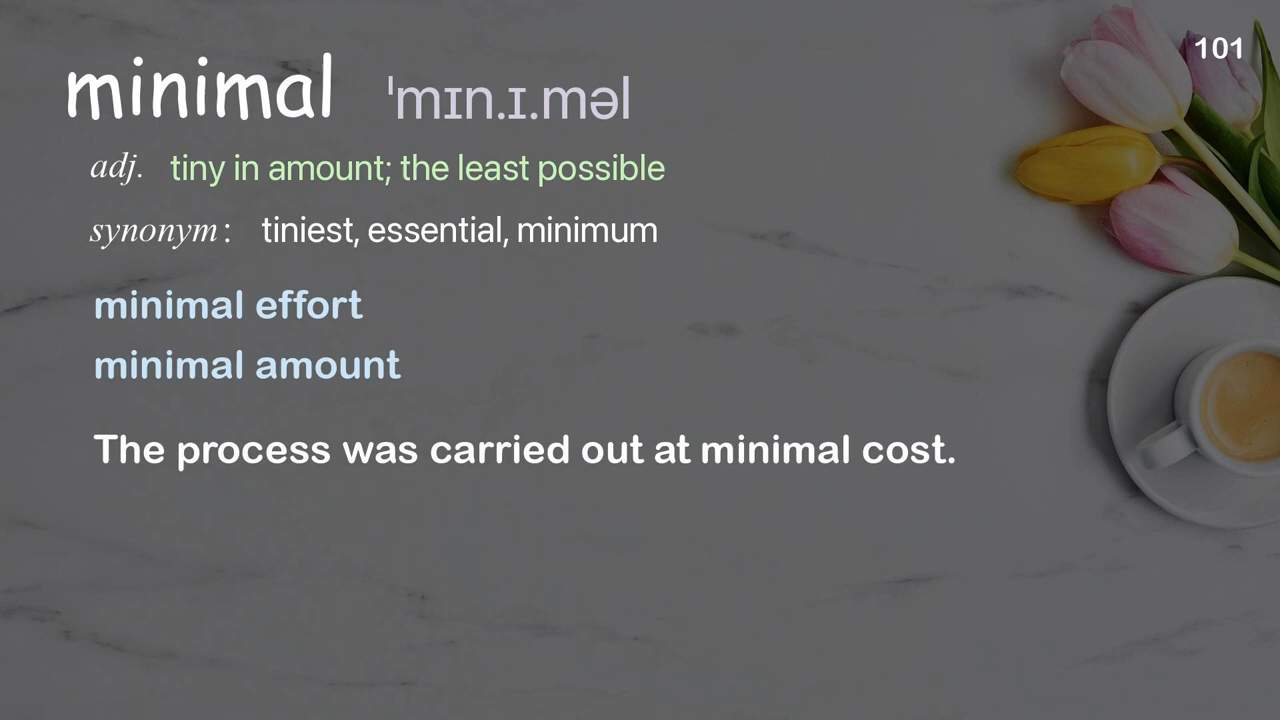 101
minimal ˈmɪn.ɪ.məl
adj. tiny in amount; the least possible
synonym: tiniest, essential, minimum
minimal effort
minimal amount
The process was carried out at minimal cost.